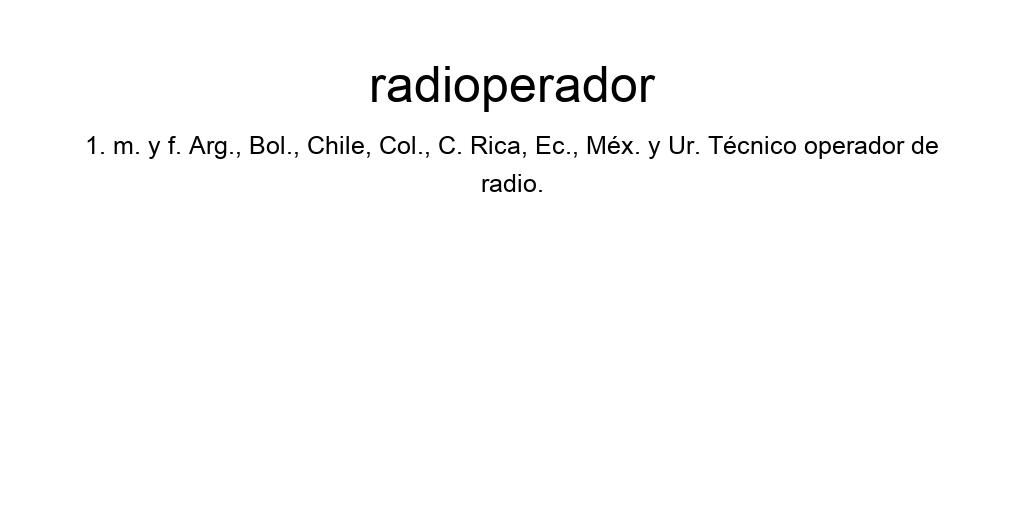 radioperador
1. m. y f. Arg., Bol., Chile, Col., C. Rica, Ec., Méx. y Ur. Técnico operador de
radio.